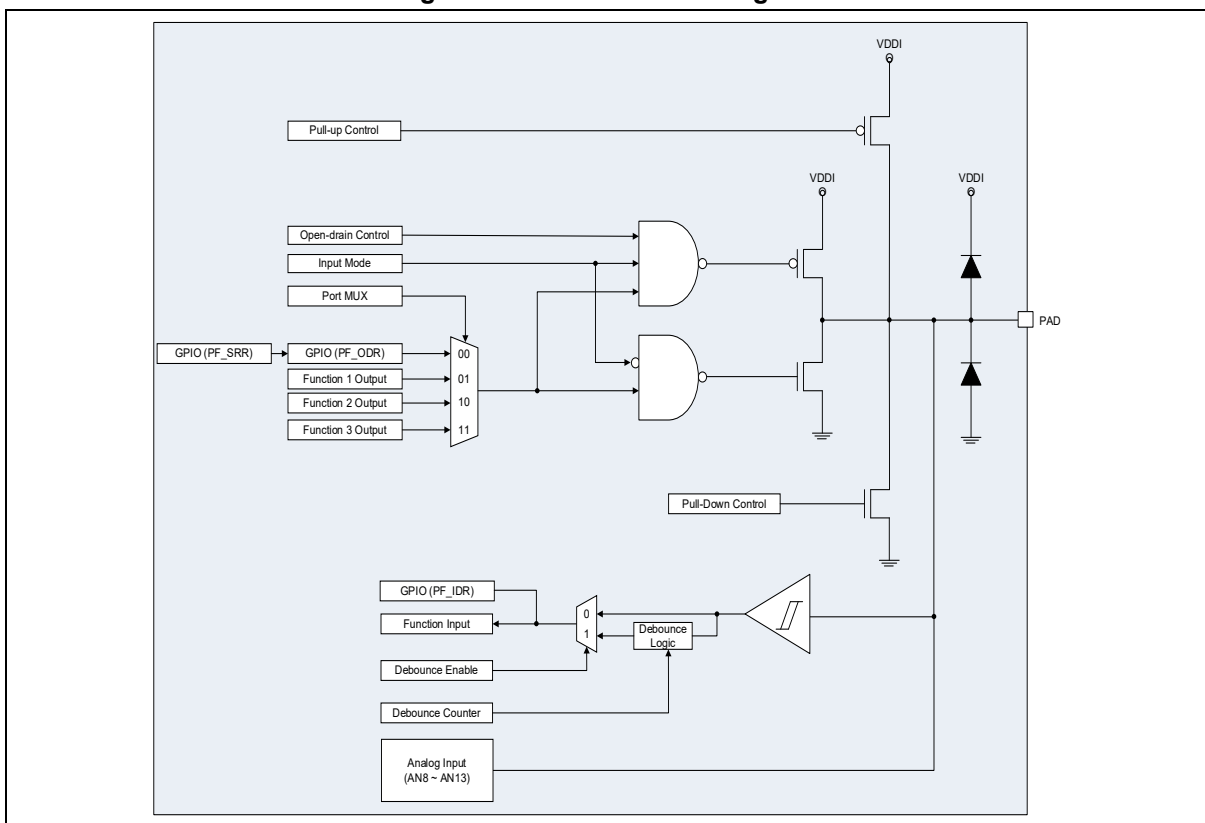 VDDI
Pull-up Control
VDDI
VDDI
Open-drain Control
Input Mode
Port MUX
PAD
GPIO (PF_SRR)
GPIO (PF_ODR)
00
Function 1 Output
01
Function 2 Output
10
Function 3 Output
11
Pull-Down Control
GPIO (PF_IDR)
Function Input
0
1
Debounce
Logic
Debounce Enable
Debounce Counter
Analog Input
(AN8 ~ AN13)